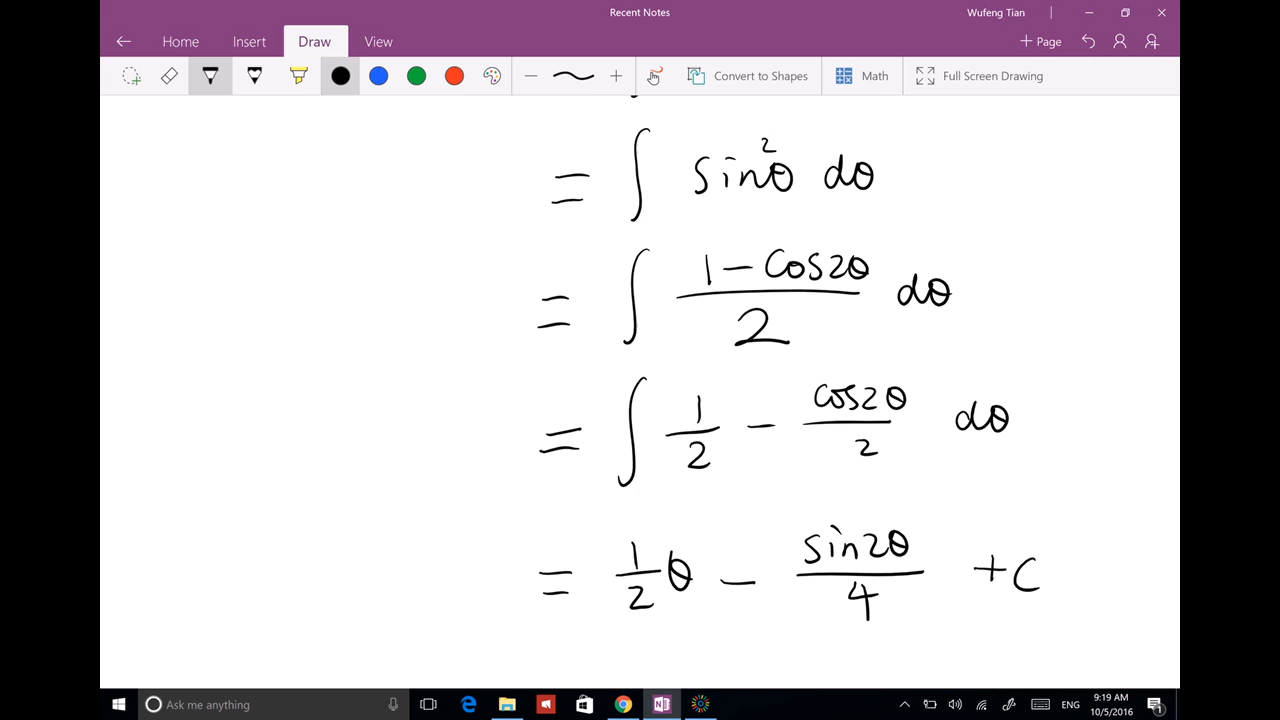 Recent Notes
Wufeng Tian
Home Insert Draw View
+ Page
Convert to Shapes
Math
Full Screen Drawing
= ∫ sin²θ dθ
= ∫ (1 - cos2θ)/2 dθ
= ∫ 1/2 - cos2θ/2 dθ
= 1/2 θ - sin2θ/4 + C
Ask me anything
ENG
9:19 AM
10/5/2016
1